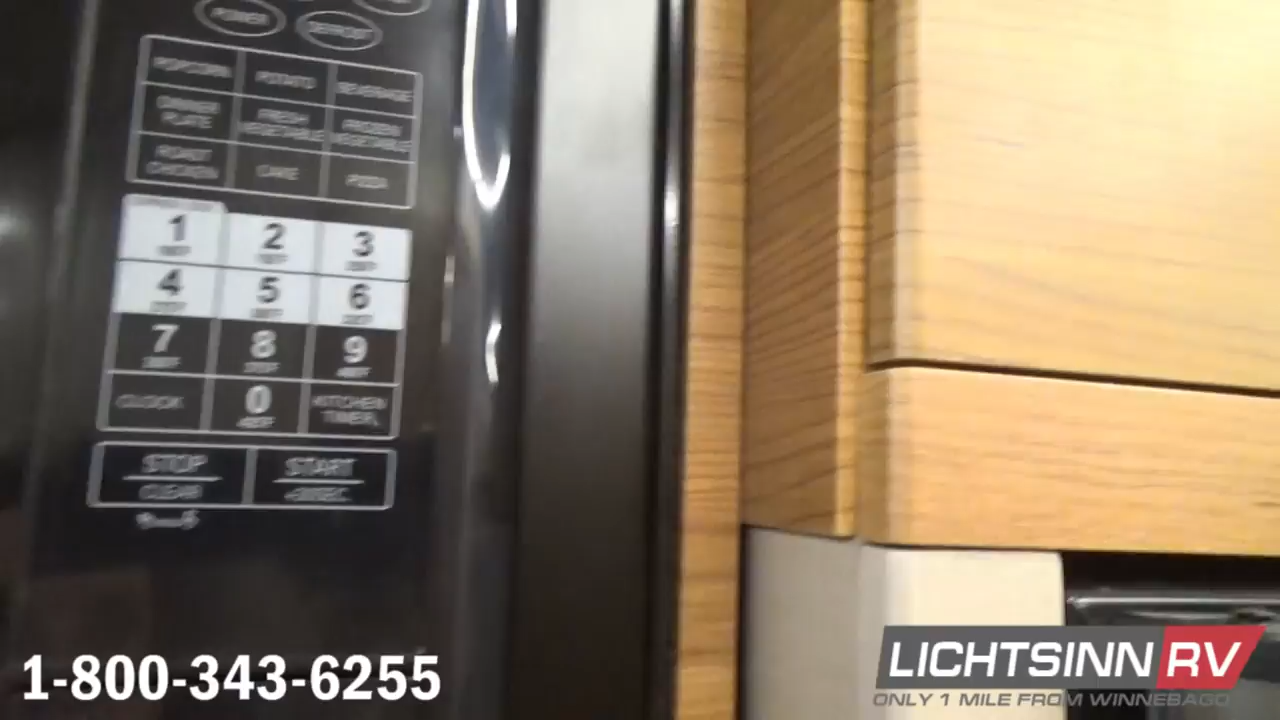 POWER DEFROST
POPCORN POTATO BEVERAGE
DINNER PLATE FRESH VEGETABLE FROZEN VEGETABLE
ROAST CHICKEN CAKE PIZZA
1 2 3
4 5 6
7 8 9
CLOCK 0 KITCHEN TIMER
STOP START
CLEAR +30SEC.
1-800-343-6255
LICHTSINN RV
ONLY 1 MILE FROM WINNEBAGO